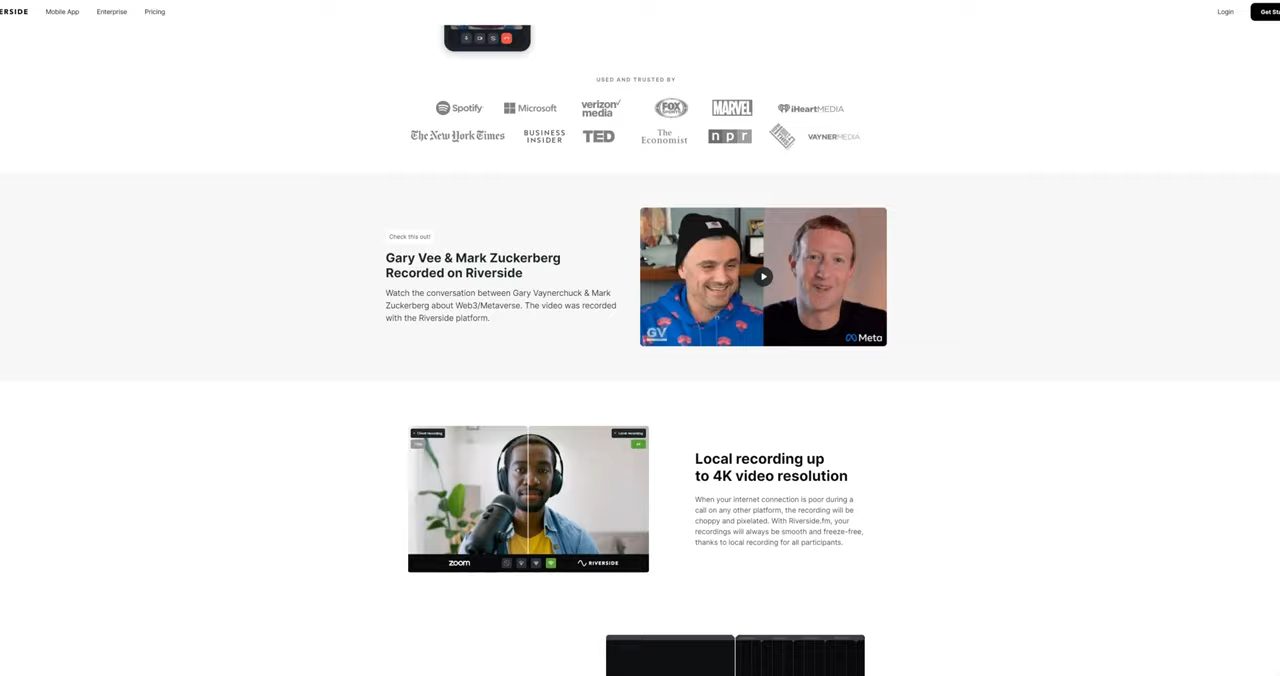 ERSIDE Mobile App Enterprise Pricing Login Get Sta
USED AND TRUSTED BY
Spotify Microsoft verizon✓ media FOX SPORTS MARVEL iHeartMEDIA
The New York Times BUSINESS INSIDER TED The Economist npr VAYNERMEDIA
Check this out!
Gary Vee & Mark Zuckerberg
Recorded on Riverside
Watch the conversation between Gary Vaynerchuck & Mark
Zuckerberg about Web3/Metaverse. The video was recorded
with the Riverside platform.
GV
Meta
Local recording up
to 4K video resolution
When your internet connection is poor during a
call on any other platform, the recording will be
choppy and pixelated. With Riverside.fm, your
recordings will always be smooth and freeze-free,
thanks to local recording for all participants.
zoom RIVERSIDE